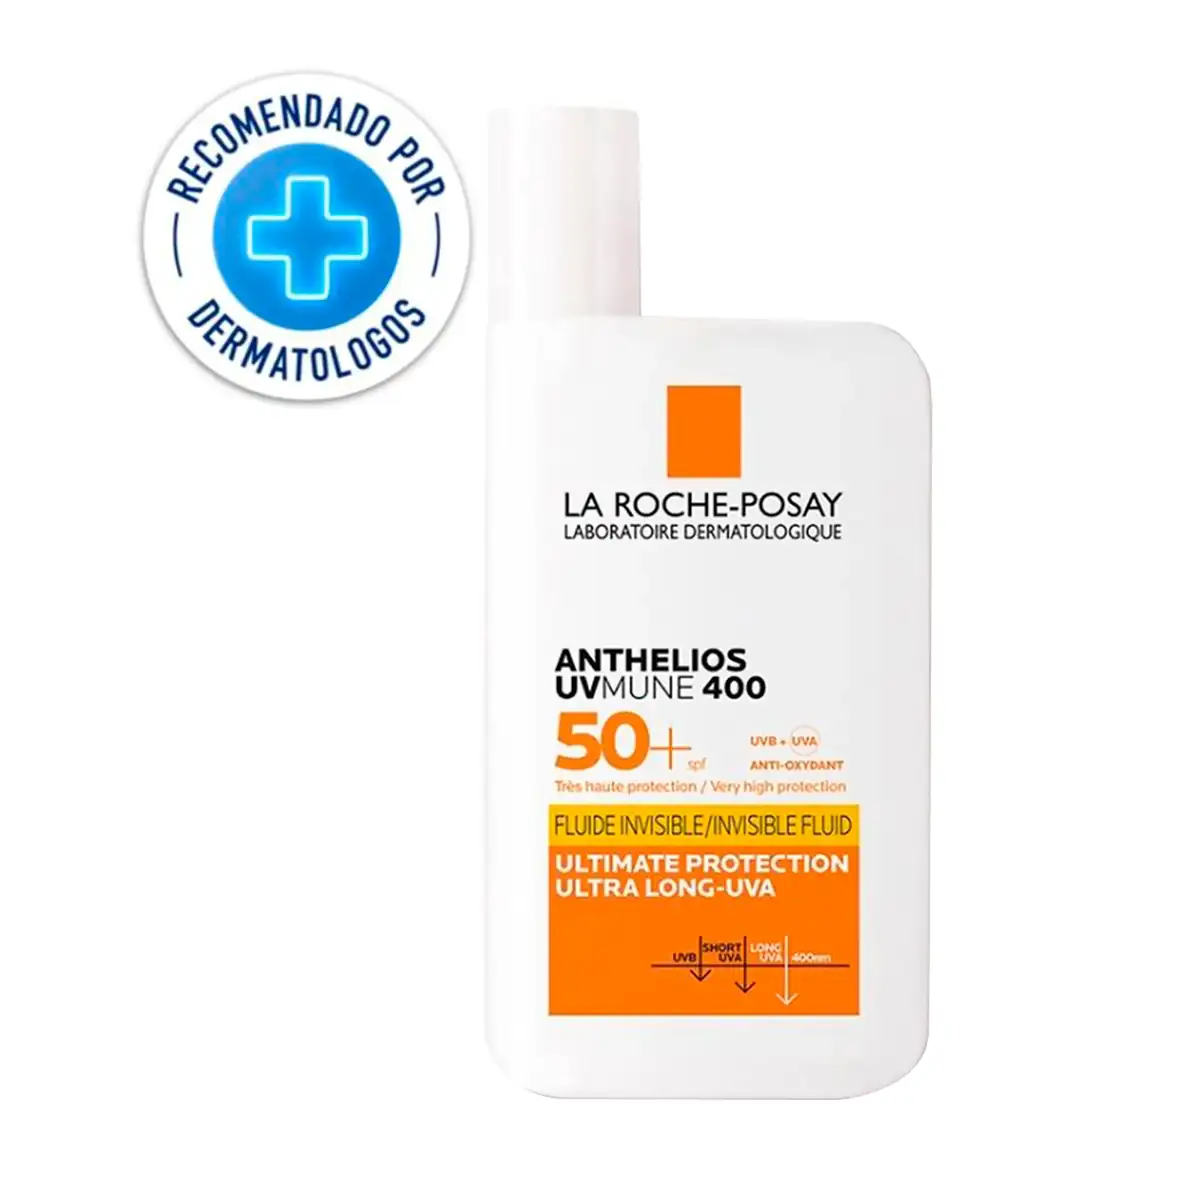 RECOMENDADO POR
DERMATOLOGOS
LA ROCHE-POSAY
LABORATOIRE DERMATOLOGIQUE
ANTHELIOS
UVMUNE 400
50+ spf
UVB + UVA
ANTI-OXYDANT
Très haute protection / Very high protection
FLUIDE INVISIBLE/INVISIBLE FLUID
ULTIMATE PROTECTION
ULTRA LONG-UVA
UVB
SHORT
UVA
LONG
UVA
400nm